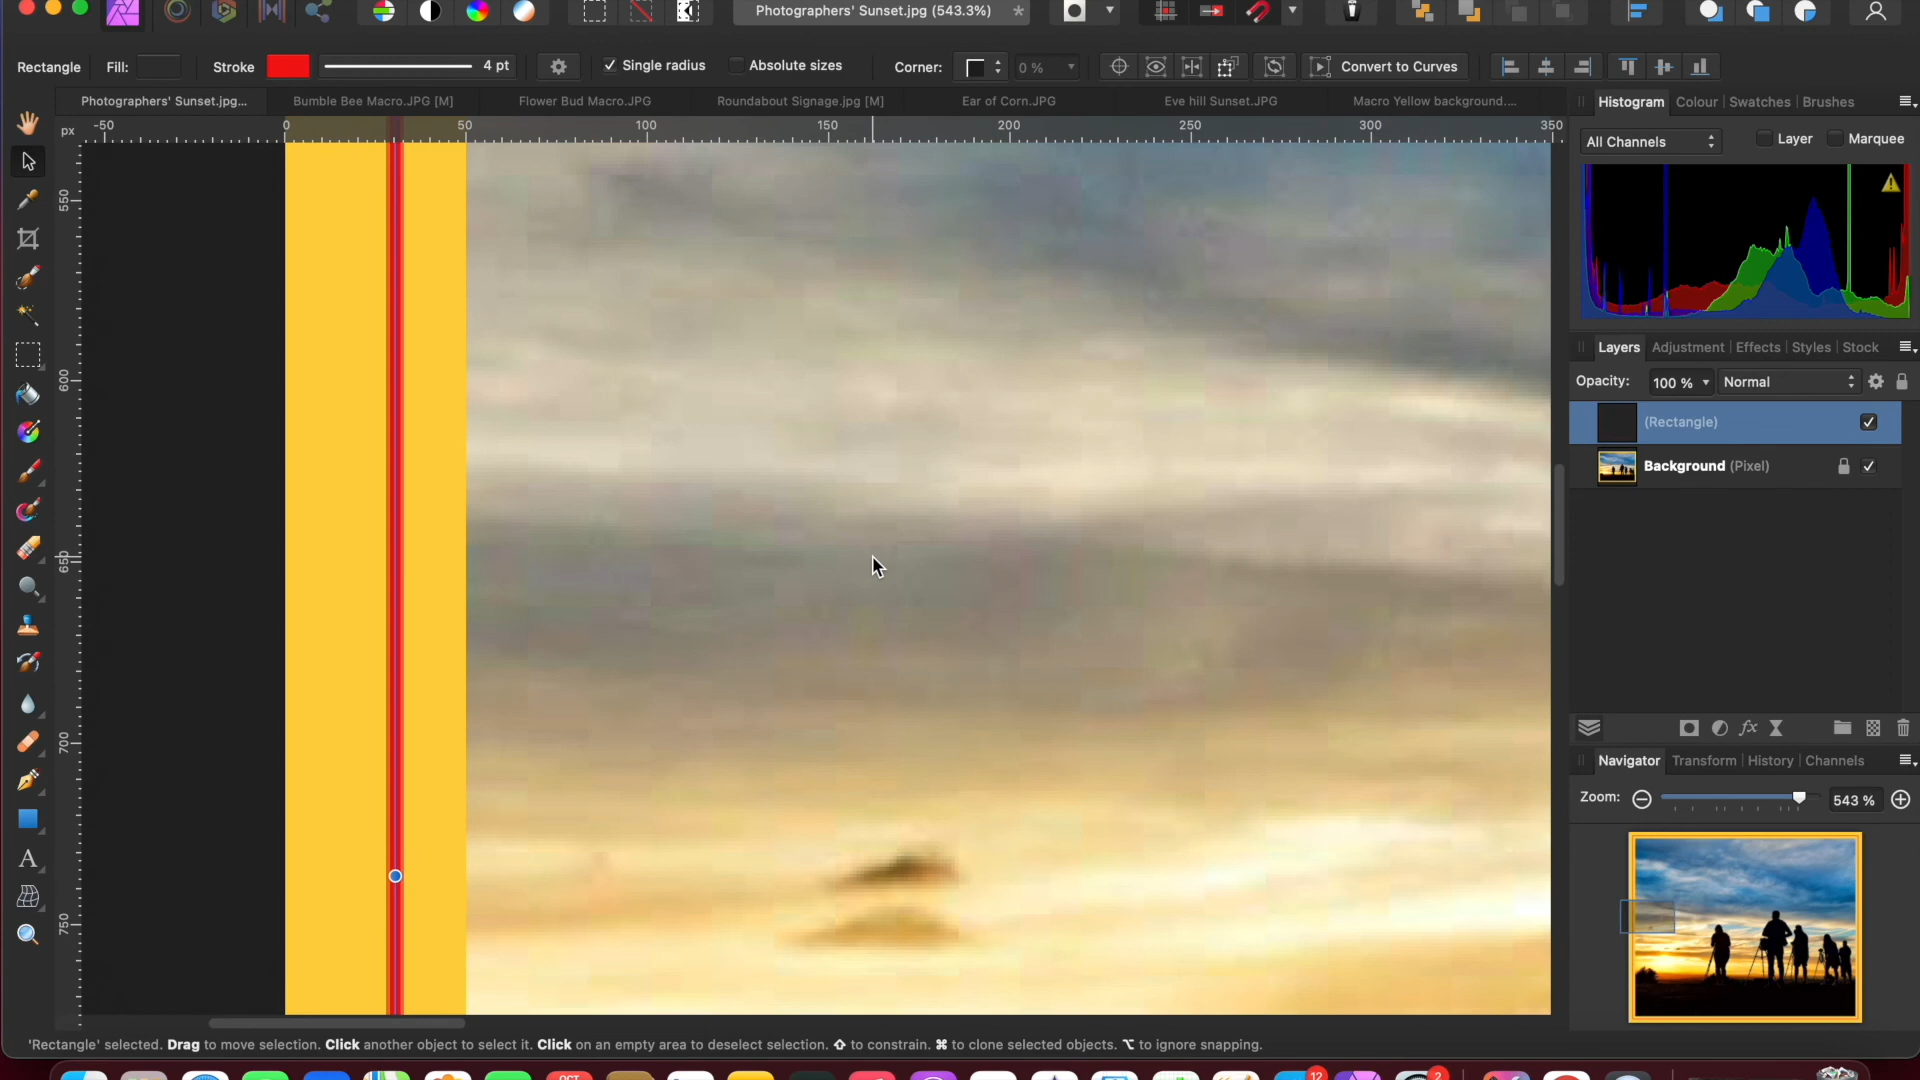 Photographers' Sunset.jpg (543.3%) *
Rectangle Fill: Stroke 4 pt Single radius Absolute sizes Corner: 0 % Convert to Curves
Photographers' Sunset.jpg... Bumble Bee Macro.JPG [M] Flower Bud Macro.JPG Roundabout Signage.jpg [M] Ear of Corn.JPG Eve hill Sunset.JPG Macro Yellow background.... Histogram Colour Swatches Brushes
px -50 0 50 100 150 200 250 300 350
All Channels Layer Marquee
550
600
650
700
750
Layers Adjustment Effects Styles Stock
Opacity: 100 % Normal
(Rectangle)
Background (Pixel)
fx
Navigator Transform History Channels
Zoom: 543 %
A
'Rectangle' selected. Drag to move selection. Click another object to select it. Click on an empty area to deselect selection. ⇧ to constrain. ⌘ to clone selected objects. ⌥ to ignore snapping.
OCT 12 2